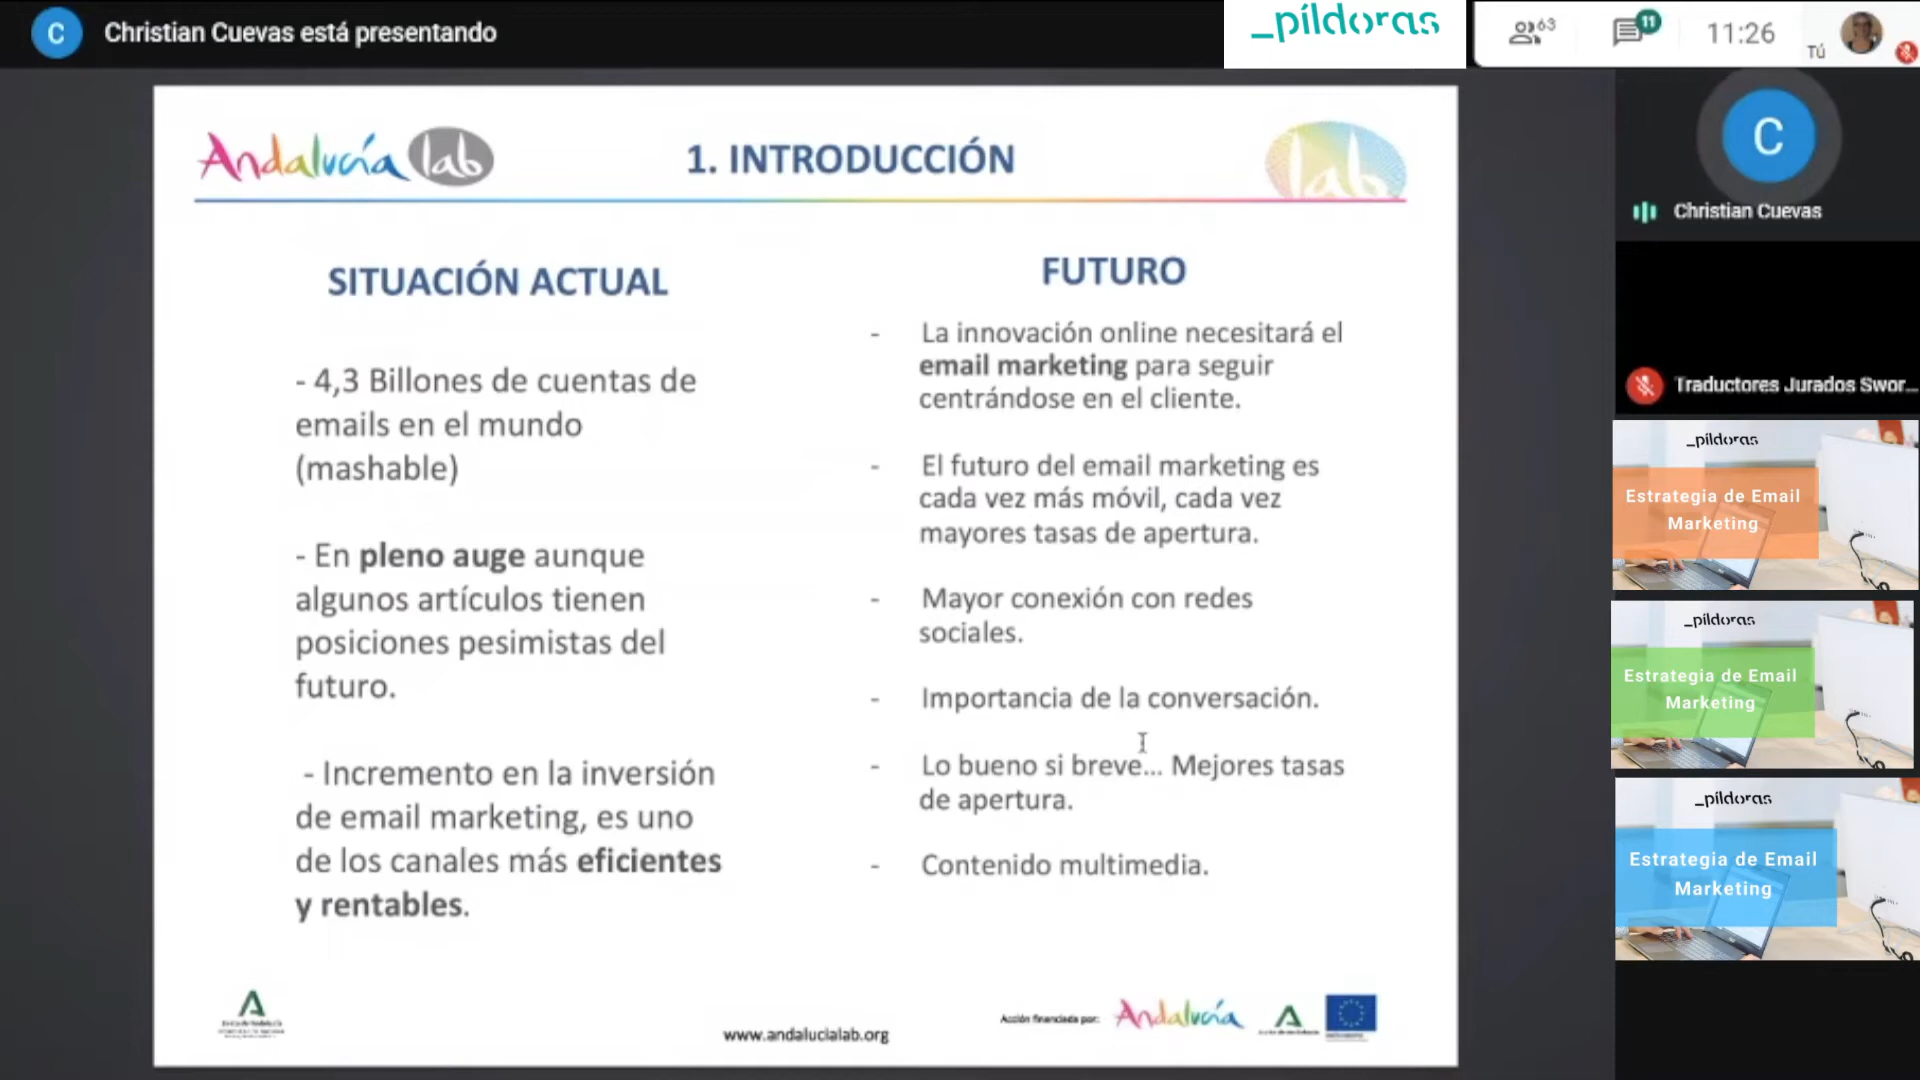 C
Christian Cuevas está presentando
_píldoras
63
11
11:26
Tú
Andalucía lab
1. INTRODUCCIÓN
lab
SITUACIÓN ACTUAL
- 4,3 Billones de cuentas de
emails en el mundo
(mashable)
- En pleno auge aunque
algunos artículos tienen
posiciones pesimistas del
futuro.
- Incremento en la inversión
de email marketing, es uno
de los canales más eficientes
y rentables.
FUTURO
- La innovación online necesitará el
email marketing para seguir
centrándose en el cliente.
- El futuro del email marketing es
cada vez más móvil, cada vez
mayores tasas de apertura.
- Mayor conexión con redes
sociales.
- Importancia de la conversación.
- Lo bueno si breve... Mejores tasas
de apertura.
- Contenido multimedia.
www.andalucialab.org
Acción financiada por:
Andalucía
C
Christian Cuevas
Traductores Jurados Swor...
_píldoras
Estrategia de Email
Marketing
_píldoras
Estrategia de Email
Marketing
_píldoras
Estrategia de Email
Marketing